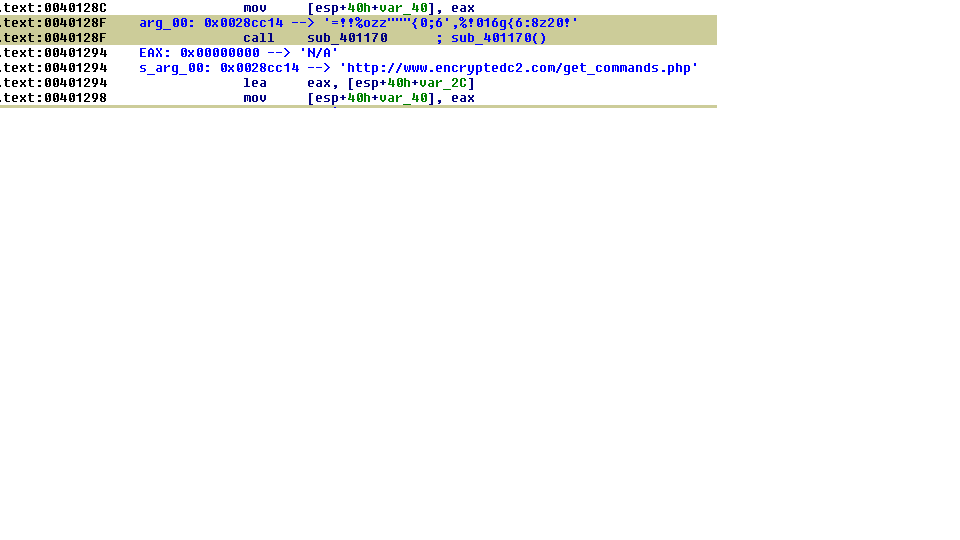 .text:0040128C mov [esp+40h+var_40], eax
.text:0040128F arg_00: 0x0028cc14 --> '=!!%ozz"""{0;6',%!016g{6:8z20!'
.text:0040128F call sub_401170 ; sub_401170()
.text:00401294 EAX: 0x00000000 --> 'N/A'
.text:00401294 s_arg_00: 0x0028cc14 --> 'http://www.encryptedc2.com/get_commands.php'
.text:00401294 lea eax, [esp+40h+var_2C]
.text:00401298 mov [esp+40h+var_40], eax